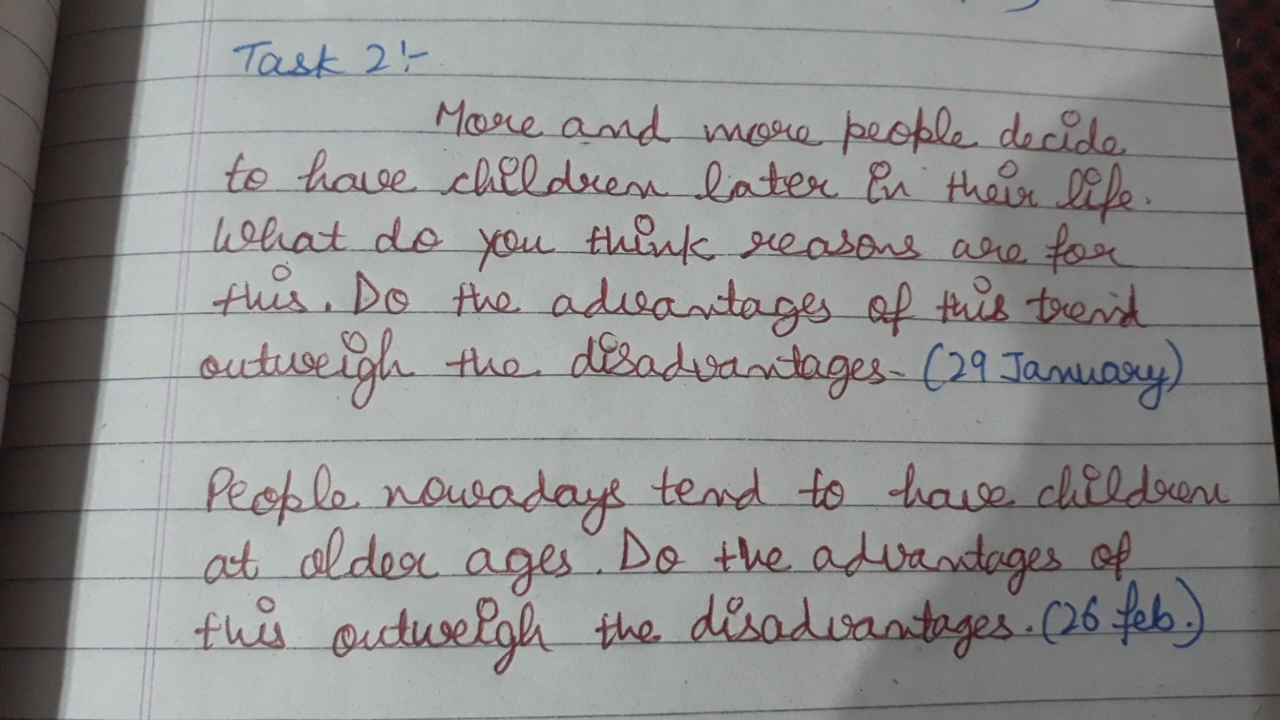 Task 2:-
More and more people decide
to have children later in their life.
What do you think reasons are for
this. Do the advantages of this trend
outweigh the disadvantages- (29 January)
People nowadays tend to have children
at older ages. Do the advantages of
this outweigh the disadvantages. (26 feb.)